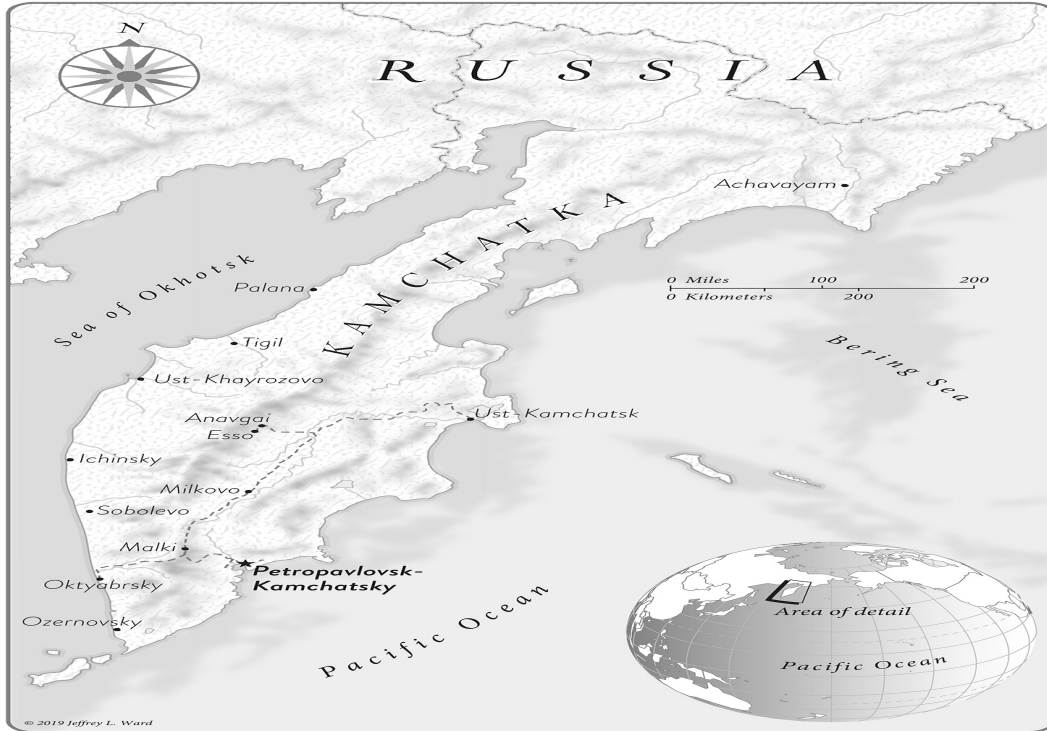 N
RUSSIA
Achavayam
KAMCHATKA
Sea of Okhotsk
Palana
0 Miles 100 200
0 Kilometers 200
Tigil
Bering Sea
Ust-Khayrozovo
Anavgai
Ust-Kamchatsk
Esso
Ichinsky
Milkovo
Sobolevo
Malki
Petropavlovsk-
Kamchatsky
Oktyabrsky
Ozernovsky
Pacific Ocean
Area of detail
Pacific Ocean
© 2019 Jeffrey L. Ward